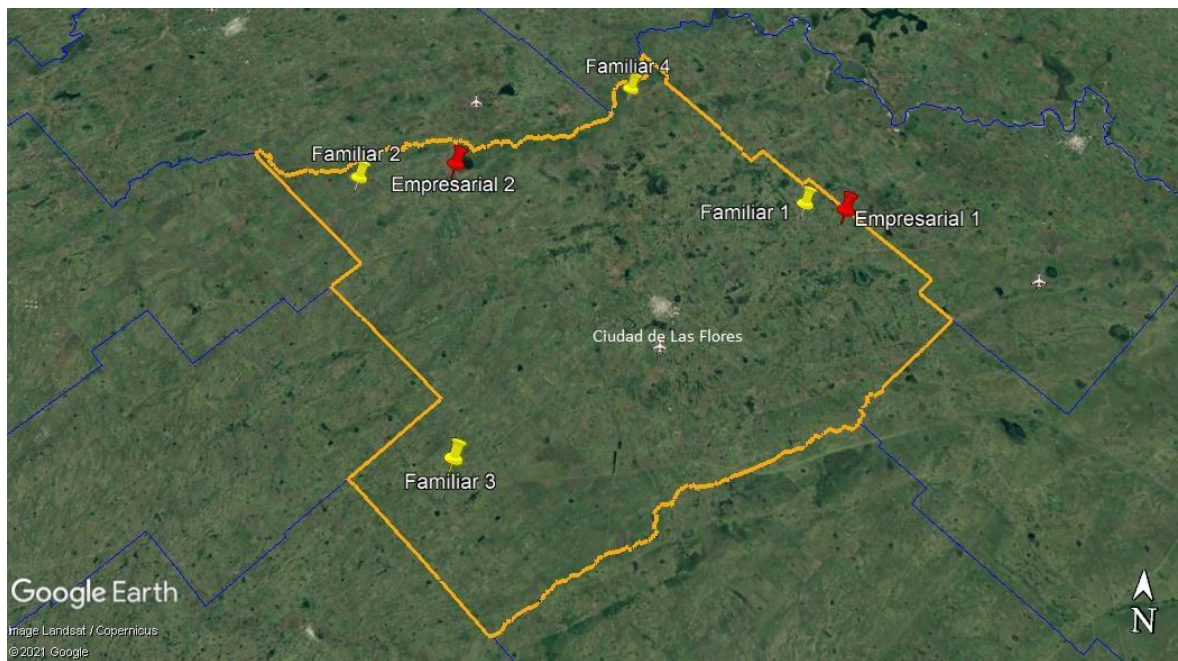 Familiar 4
Familiar 2
Empresarial 2
Familiar 1
Empresarial 1
Ciudad de Las Flores
Familiar 3
Google Earth
N
mage Landsat / Copernicus
©2021 Google